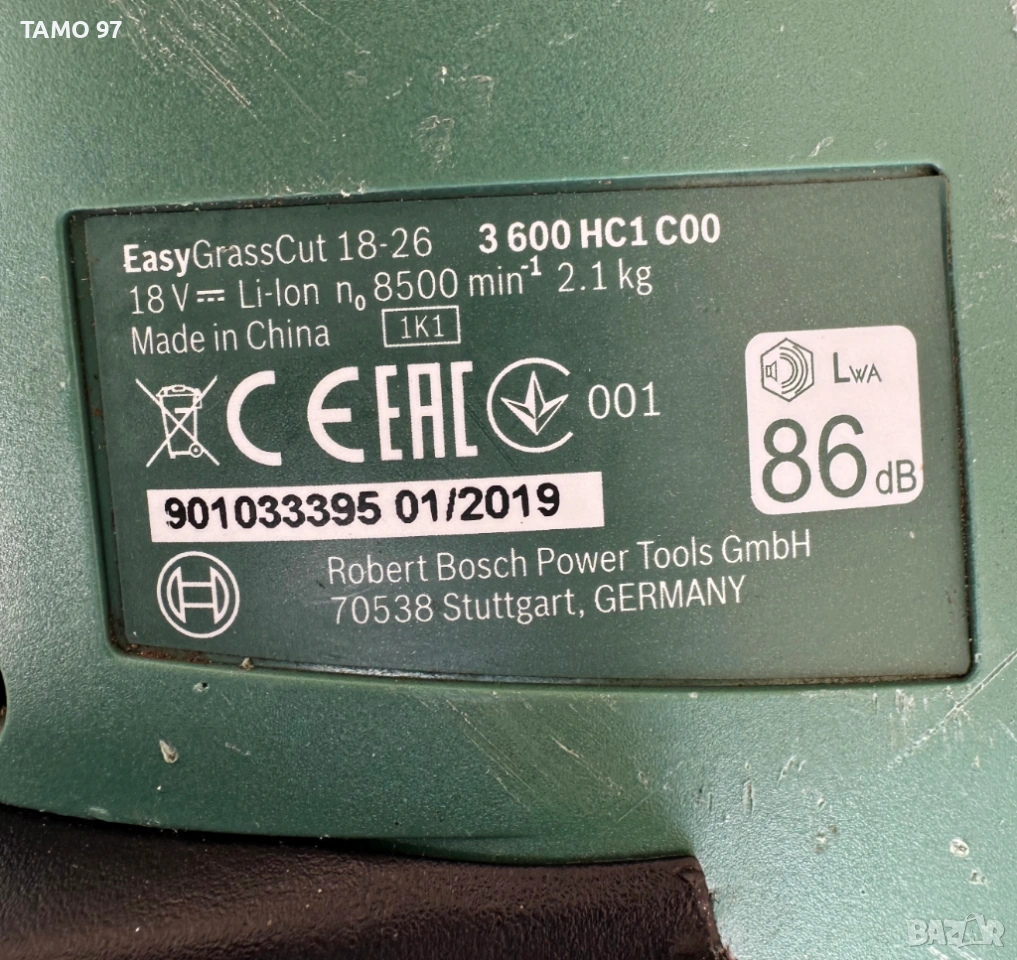 TAMO 97
EasyGrassCut 18-26 3 600 HC1 C00
18 V Li-Ion n₀ 8500 min⁻¹ 2.1 kg
Made in China 1K1
CE EAC 001
LWA
86 dB
901033395 01/2019
Robert Bosch Power Tools GmbH
70538 Stuttgart, GERMANY
BAZAR